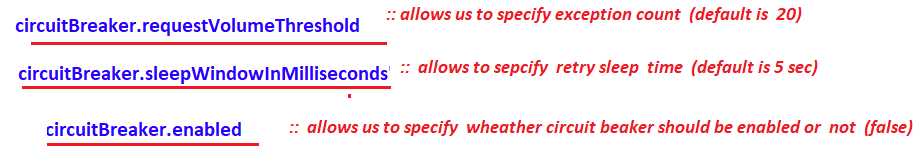 circuitBreaker.requestVolumeThreshold :: allows us to specify exception count (default is 20)
circuitBreaker.sleepWindowInMilliseconds' :: allows to sepcify retry sleep time (default is 5 sec)
circuitBreaker.enabled :: allows us to specify wheather circuit beaker should be enabled or not (false)